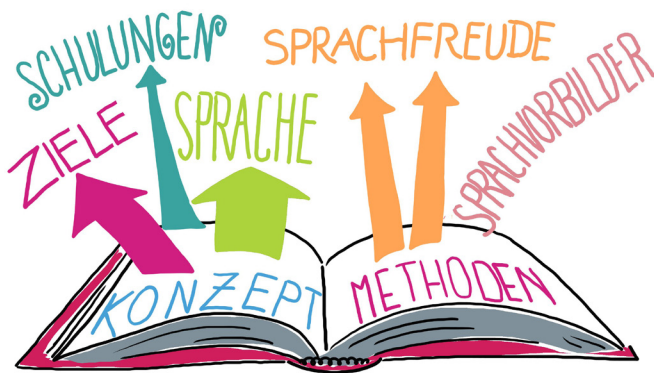 SCHULUNGEN
SPRACHFREUDE
ZIELE
SPRACHE
SPRACHVORBILDER
KONZEPT
METHODEN